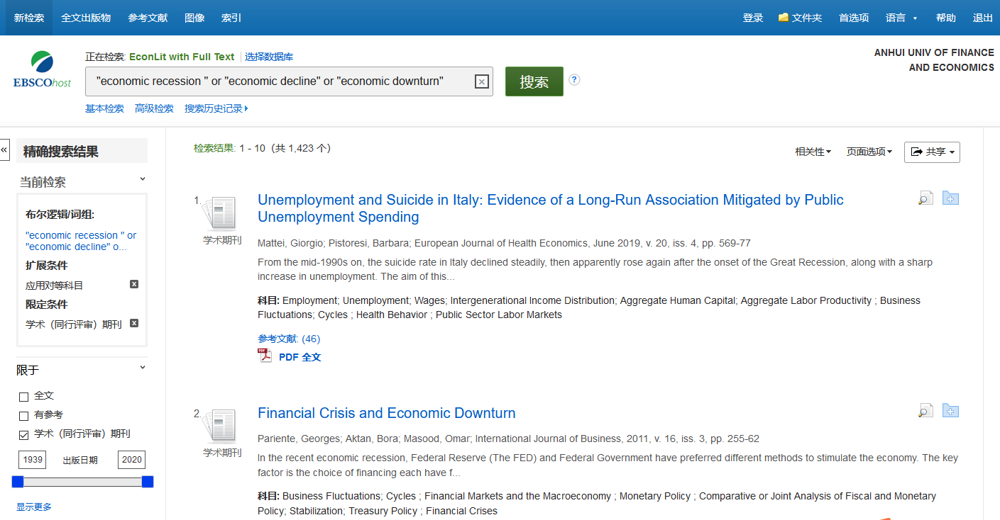 新检索 全文出版物 参考文献 图像 索引 登录 文件夹 首选项 语言 帮助 退出
正在检索: EconLit with Full Text 选择数据库
ANHUI UNIV OF FINANCE
AND ECONOMICS
EBSCOhost
"economic recession " or "economic decline" or "economic downturn"
搜索
?
基本检索 高级检索 搜索历史记录
«
精确搜索结果
当前检索
布尔逻辑/词组:
"economic recession " or
"economic decline" o...
扩展条件
应用对等科目
限定条件
学术（同行评审）期刊
限于
全文
有参考
学术（同行评审）期刊
1939 出版日期 2020
显示更多
检索结果: 1 - 10（共 1,423 个）
相关性 页面选项 共享
1.
学术期刊
Unemployment and Suicide in Italy: Evidence of a Long-Run Association Mitigated by Public
Unemployment Spending
Mattei, Giorgio; Pistoresi, Barbara; European Journal of Health Economics, June 2019, v. 20, iss. 4, pp. 569-77
From the mid-1990s on, the suicide rate in Italy declined steadily, then apparently rose again after the onset of the Great Recession, along with a sharp
increase in unemployment. The aim of this...
科目: Employment; Unemployment; Wages; Intergenerational Income Distribution; Aggregate Human Capital; Aggregate Labor Productivity ; Business
Fluctuations; Cycles ; Health Behavior ; Public Sector Labor Markets
参考文献: (46)
PDF 全文
2.
学术期刊
Financial Crisis and Economic Downturn
Pariente, Georges; Aktan, Bora; Masood, Omar; International Journal of Business, 2011, v. 16, iss. 3, pp. 255-62
In the recent economic recession, Federal Reserve (The FED) and Federal Government have preferred different methods to stimulate the economy. The key
factor is the choice of financing each have f...
科目: Business Fluctuations; Cycles ; Financial Markets and the Macroeconomy ; Monetary Policy ; Comparative or Joint Analysis of Fiscal and Monetary
Policy; Stabilization; Treasury Policy ; Financial Crises